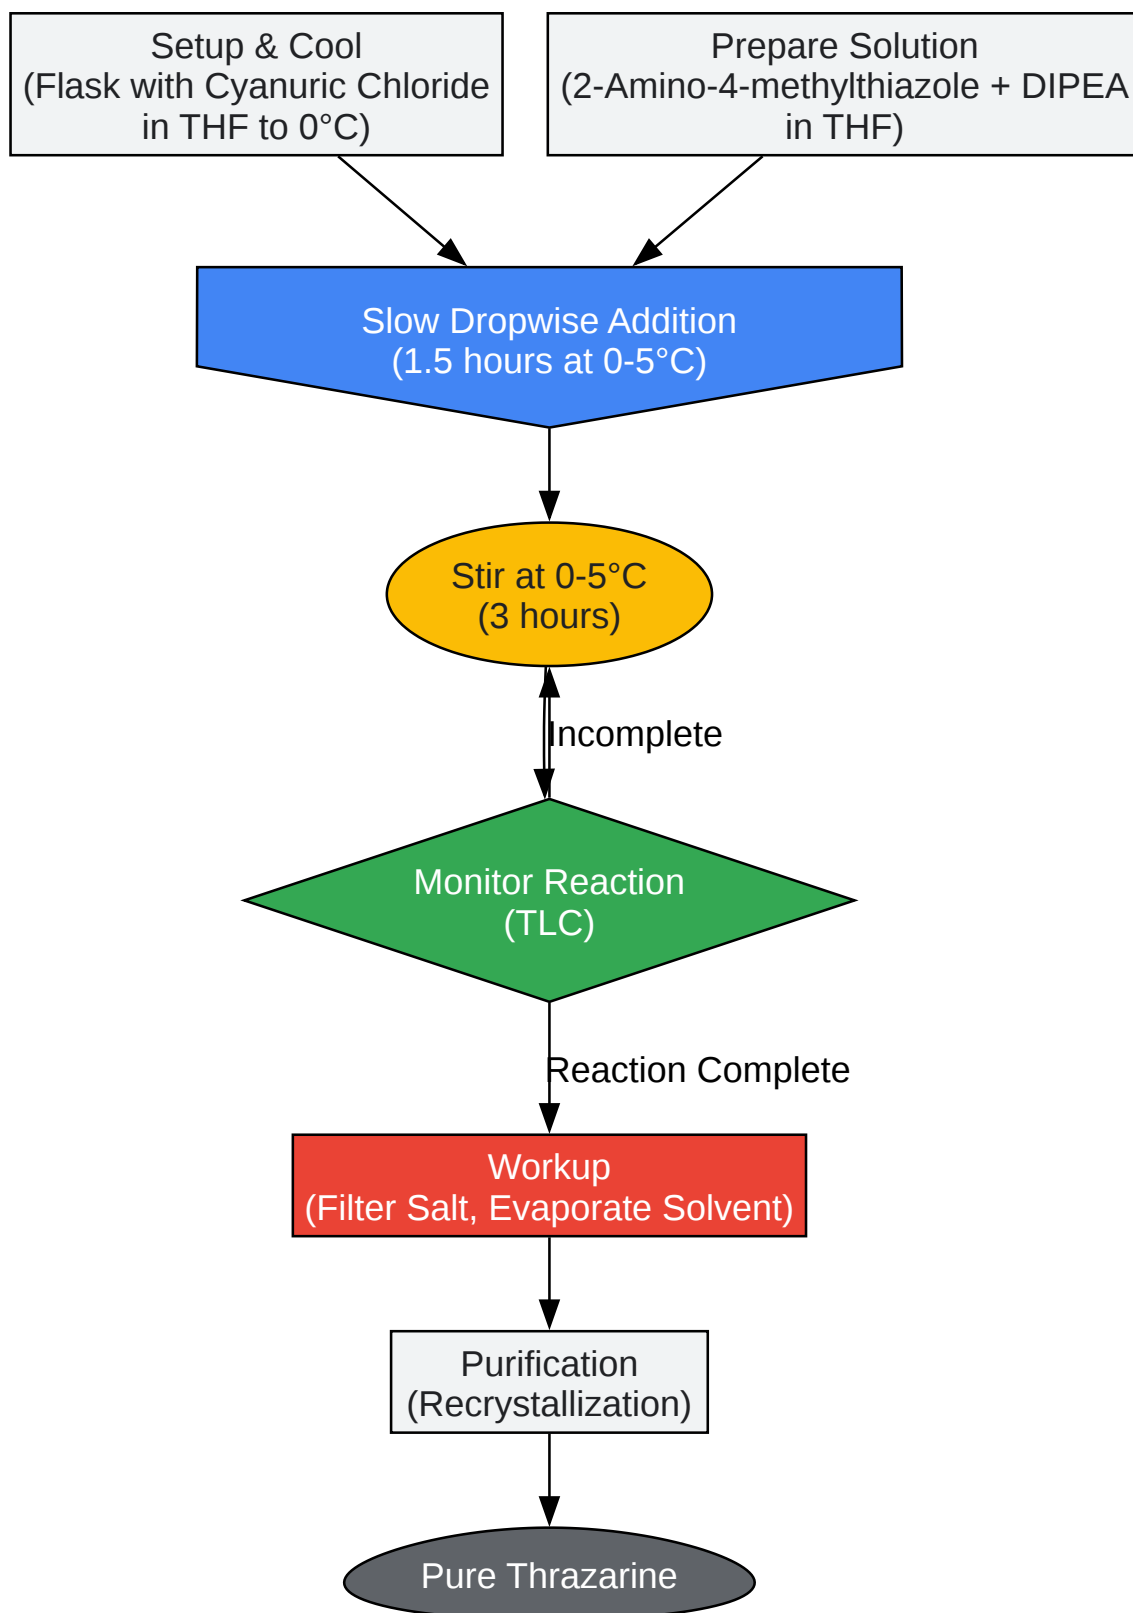 Setup & Cool
(Flask with Cyanuric Chloride
in THF to 0°C)
Prepare Solution
(2-Amino-4-methylthiazole + DIPEA
in THF)
Slow Dropwise Addition
(1.5 hours at 0-5°C)
Stir at 0-5°C
(3 hours)
Incomplete
Monitor Reaction
(TLC)
Reaction Complete
Workup
(Filter Salt, Evaporate Solvent)
Purification
(Recrystallization)
Pure Thrazarine